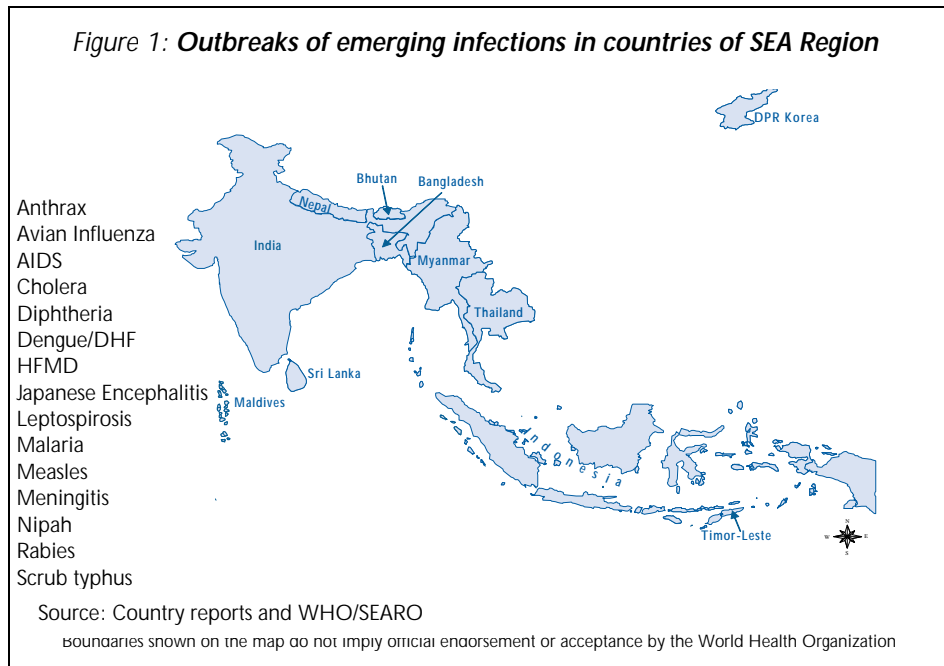 Figure 1: Outbreaks of emerging infections in countries of SEA Region
DPR Korea
Bhutan
Bangladesh
Nepal
India
Myanmar
Thailand
Sri Lanka
Maldives
Indonesia
Timor-Leste
N
W
E
S
Anthrax
Avian Influenza
AIDS
Cholera
Diphtheria
Dengue/DHF
HFMD
Japanese Encephalitis
Leptospirosis
Malaria
Measles
Meningitis
Nipah
Rabies
Scrub typhus
Source: Country reports and WHO/SEARO
Boundaries shown on the map do not imply official endorsement or acceptance by the World Health Organization